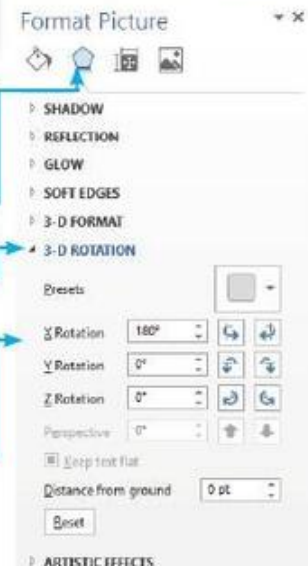 Format Picture
SHADOW
REFLECTION
GLOW
SOFT EDGES
3-D FORMAT
3-D ROTATION
Presets
X Rotation 180°
Y Rotation 0°
Z Rotation 0°
Perspective 0°
Keep text flat
Distance from ground 0 pt
Reset
ARTISTIC EFFECTS